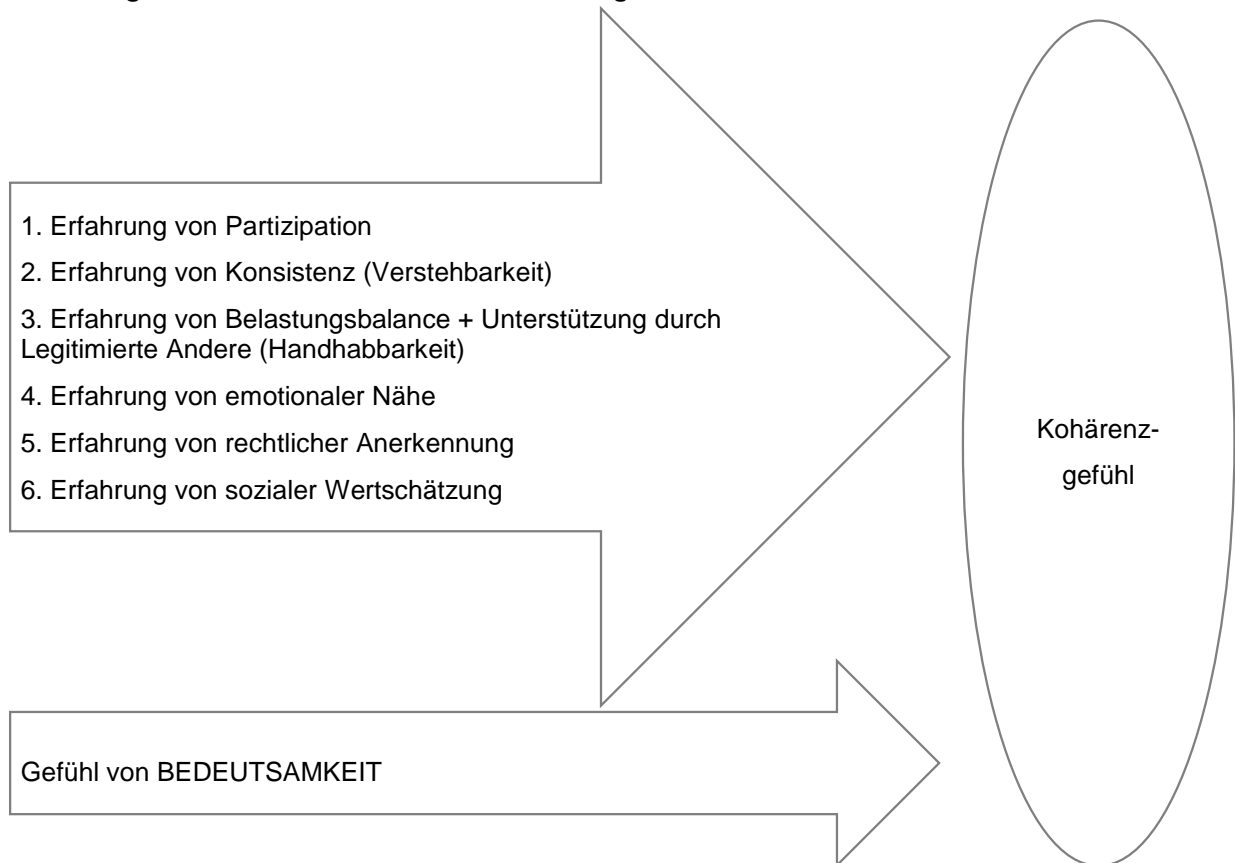 1. Erfahrung von Partizipation
2. Erfahrung von Konsistenz (Verstehbarkeit)
3. Erfahrung von Belastungsbalance + Unterstützung durch
Legitimierte Andere (Handhabbarkeit)
4. Erfahrung von emotionaler Nähe
5. Erfahrung von rechtlicher Anerkennung
6. Erfahrung von sozialer Wertschätzung
Kohärenz-
gefühl
Gefühl von BEDEUTSAMKEIT